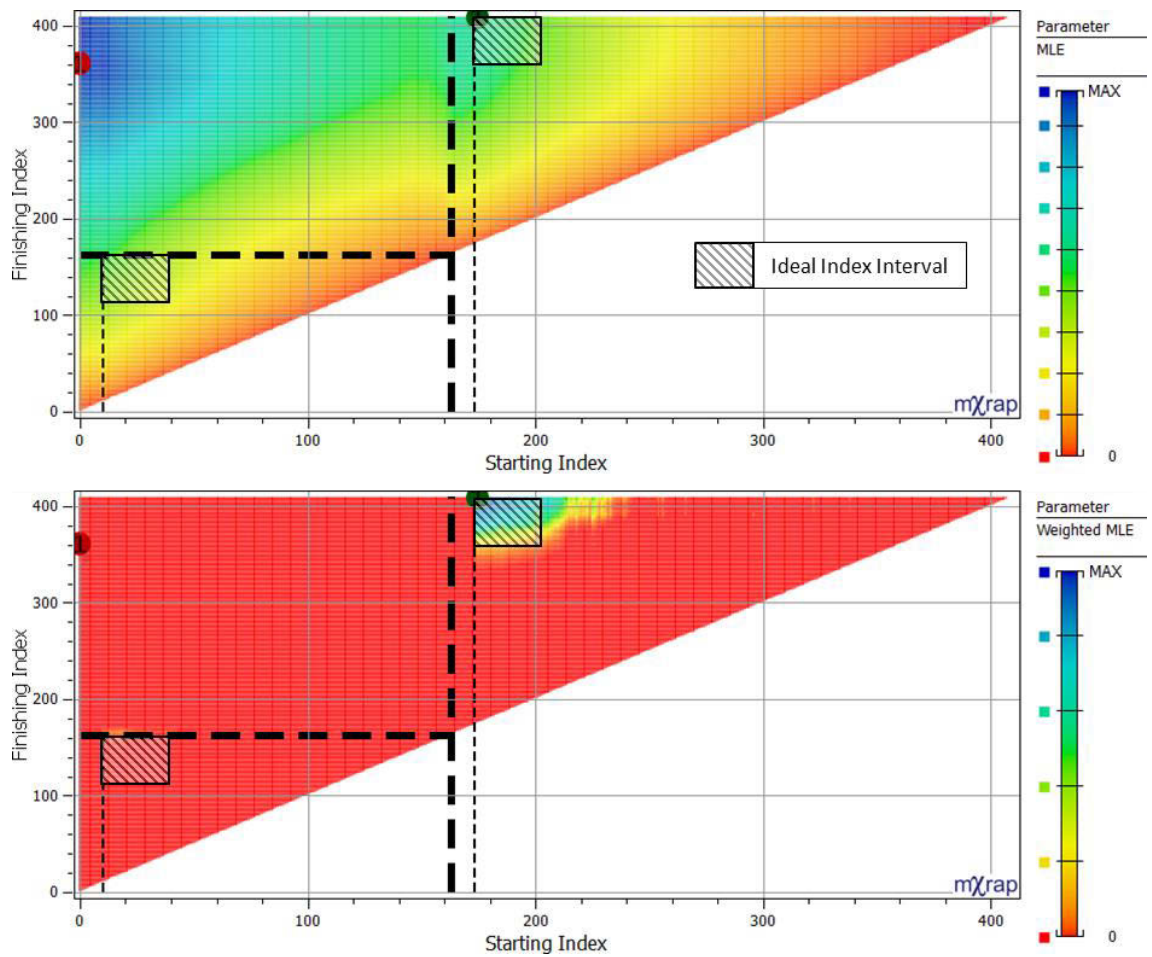 400
300
200
100
0
Finishing Index
0
100
200
300
400
Starting Index
Ideal Index Interval
mXrap
Parameter
MLE
MAX
0
400
300
200
100
0
Finishing Index
0
100
200
300
400
Starting Index
mXrap
Parameter
Weighted MLE
MAX
0